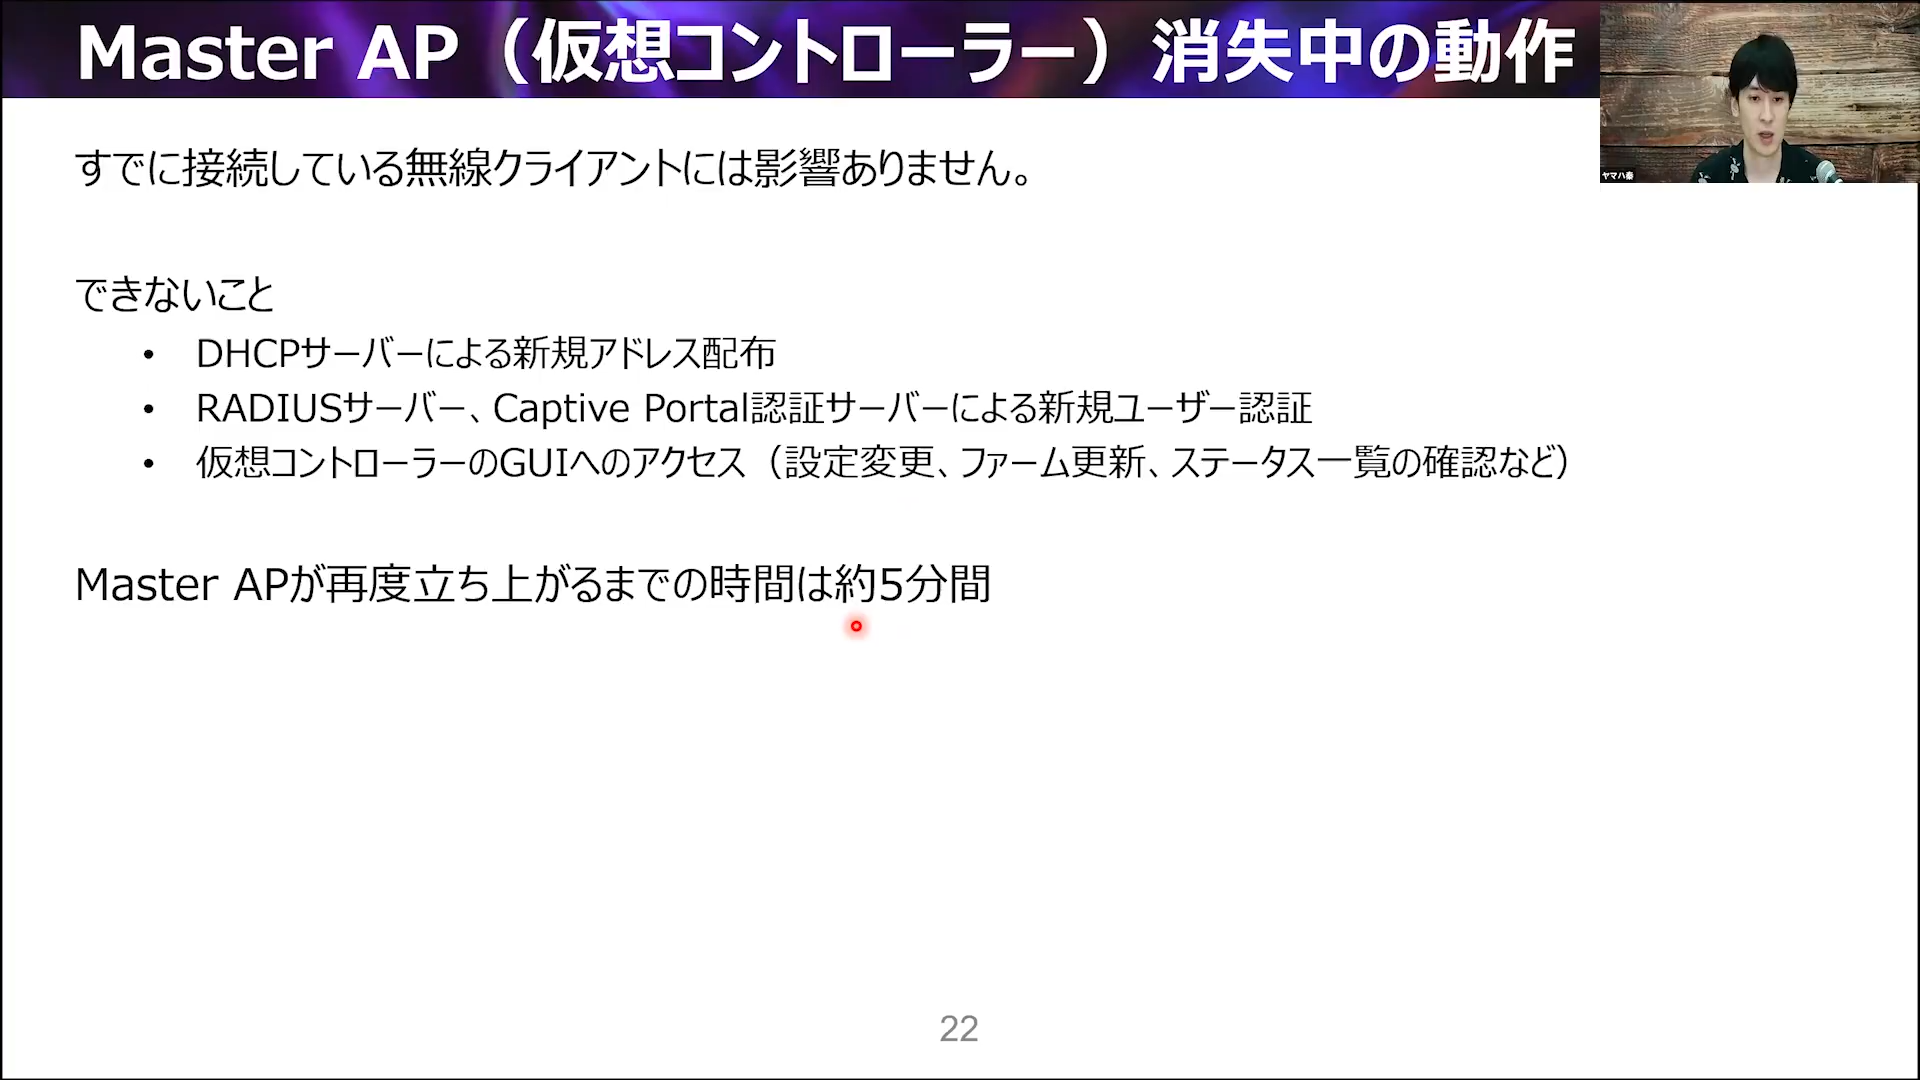 Master AP（仮想コントローラー）消失中の動作
ヤマハ秦
すでに接続している無線クライアントには影響ありません。
できないこと
• DHCPサーバーによる新規アドレス配布
• RADIUSサーバー、Captive Portal認証サーバーによる新規ユーザー認証
• 仮想コントローラーのGUIへのアクセス（設定変更、ファーム更新、ステータス一覧の確認など）
Master APが再度立ち上がるまでの時間は約5分間
22